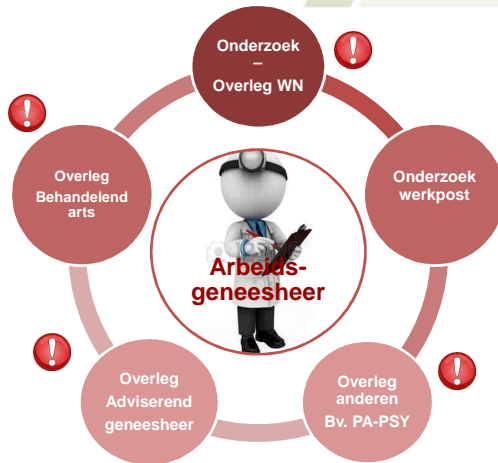 Onderzoek
–
Overleg WN
Onderzoek
werkpost
Overleg
anderen
Bv. PA-PSY
Overleg
Adviserend
geneesheer
Overleg
Behandelend
arts
Arbeids-
geneesheer